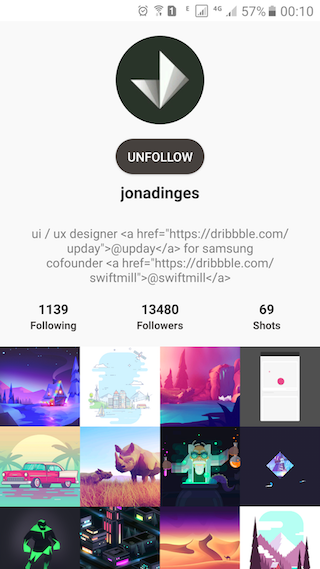 1 E 4G 57% 00:10
UNFOLLOW
jonadinges
ui / ux designer <a href="https://dribbble.com/
upday">@upday</a> for samsung
cofounder <a href="https://dribbble.com/
swiftmill">@swiftmill</a>
1139 13480 69
Following Followers Shots